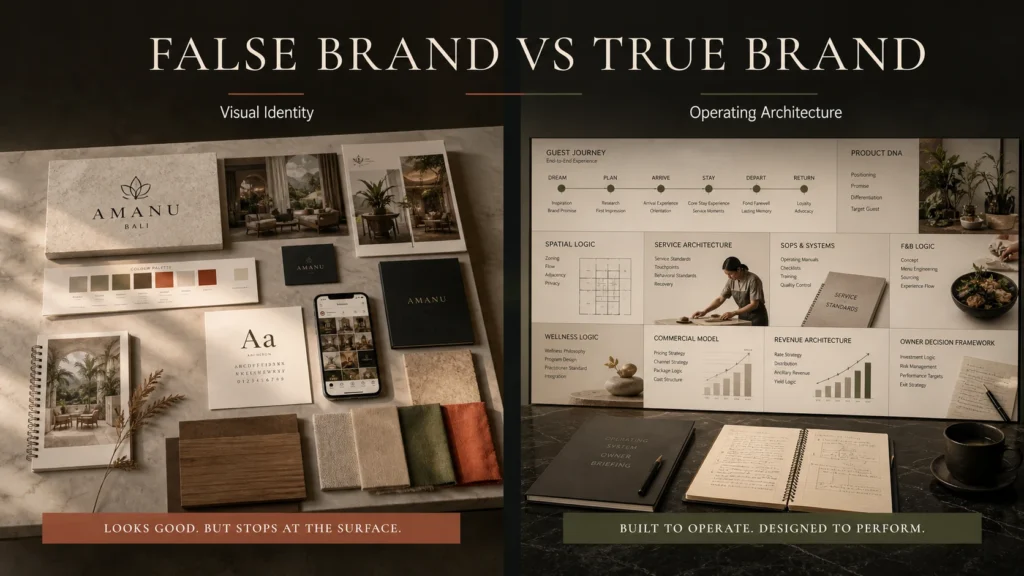 FALSE BRAND VS TRUE BRAND
Visual Identity
AMANU
BALI
COLOUR PALETTE
AMANU
AMANU
Aa
LOOKS GOOD. BUT STOPS AT THE SURFACE.
Operating Architecture
GUEST JOURNEY
End-to-End Experience
DREAM PLAN ARRIVE STAY DEPART RETURN
Inspiration
Brand Promise
Research
First Impression
Arrival Experience
Orientation
Core Stay Experience
Service Moments
Fond Farewell
Lasting Memory
Loyalty
Advocacy
PRODUCT DNA
Positioning
Promise
Differentiation
Target Guest
SPATIAL LOGIC
Zoning
Flow
Adjacency
Privacy
SERVICE ARCHITECTURE
Service Standards
Touchpoints
Behavioral Standards
Recovery
SOPS & SYSTEMS
Operating Manuals
Checklists
Training
Quality Control
SERVICE
STANDARDS
F&B LOGIC
Concept
Menu Engineering
Sourcing
Experience Flow
WELLNESS LOGIC
Wellness Philosophy
Program Design
Practitioner Standard
Integration
COMMERCIAL MODEL
Pricing Strategy
Channel Strategy
Package Logic
Cost Structure
REVENUE ARCHITECTURE
Rate Strategy
Distribution
Ancillary Revenue
Yield Logic
OWNER DECISION FRAMEWORK
Investment Logic
Risk Management
Performance Targets
Exit Strategy
OPERATING
SYSTEM
OWNER
BRIEFING
BUILT TO OPERATE. DESIGNED TO PERFORM.